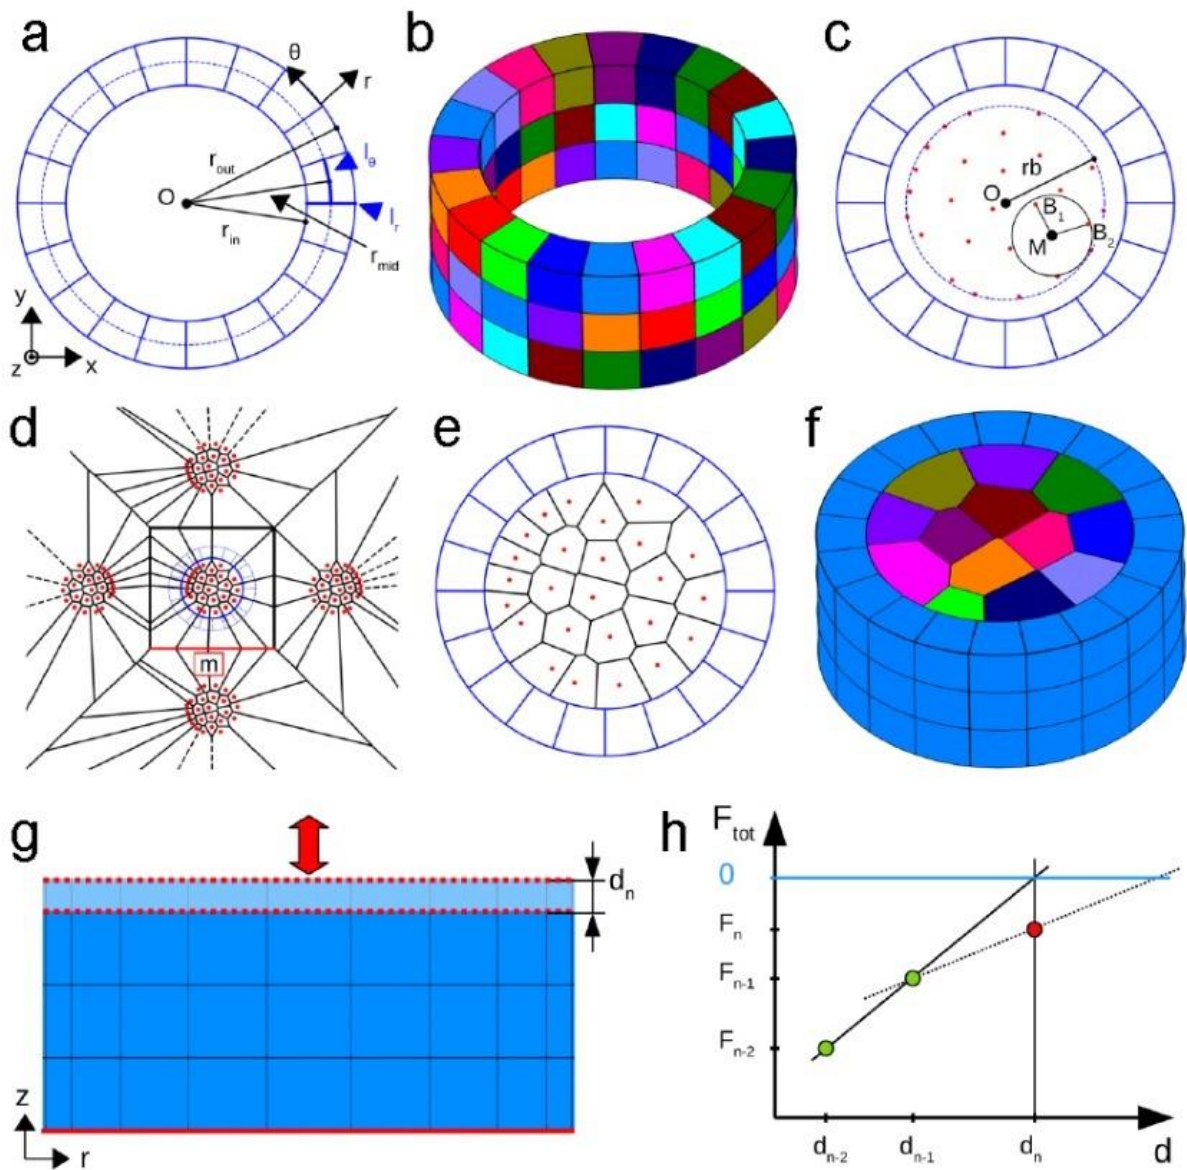 a
θ
r
r_out
l_θ
O
l_r
r_in
r_mid
y
z
x
b
c
rb
O
B_1
M
B_2
d
m
e
f
g
d_n
z
r
h
F_tot
0
F_n
F_n-1
F_n-2
d_n-2
d_n-1
d_n
d